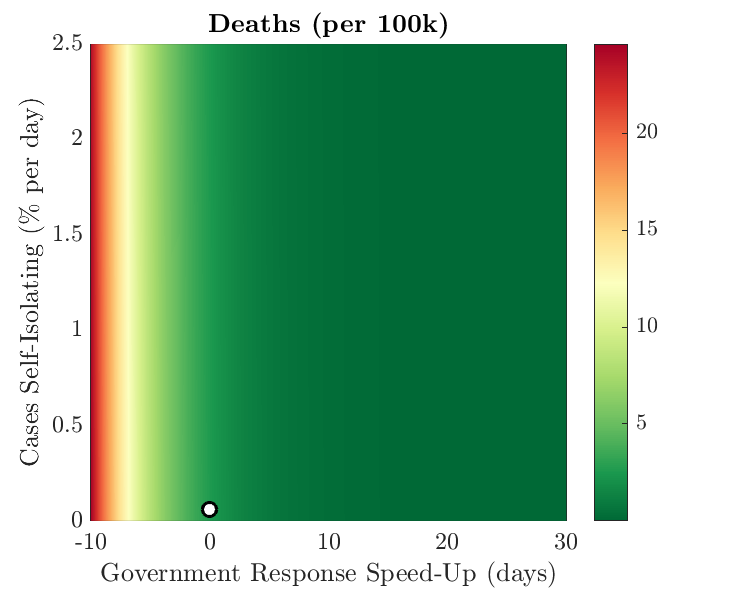 Deaths (per 100k)
2.5
2
1.5
1
0.5
0
Cases Self-Isolating (% per day)
-10 0 10 20 30
Government Response Speed-Up (days)
20
15
10
5